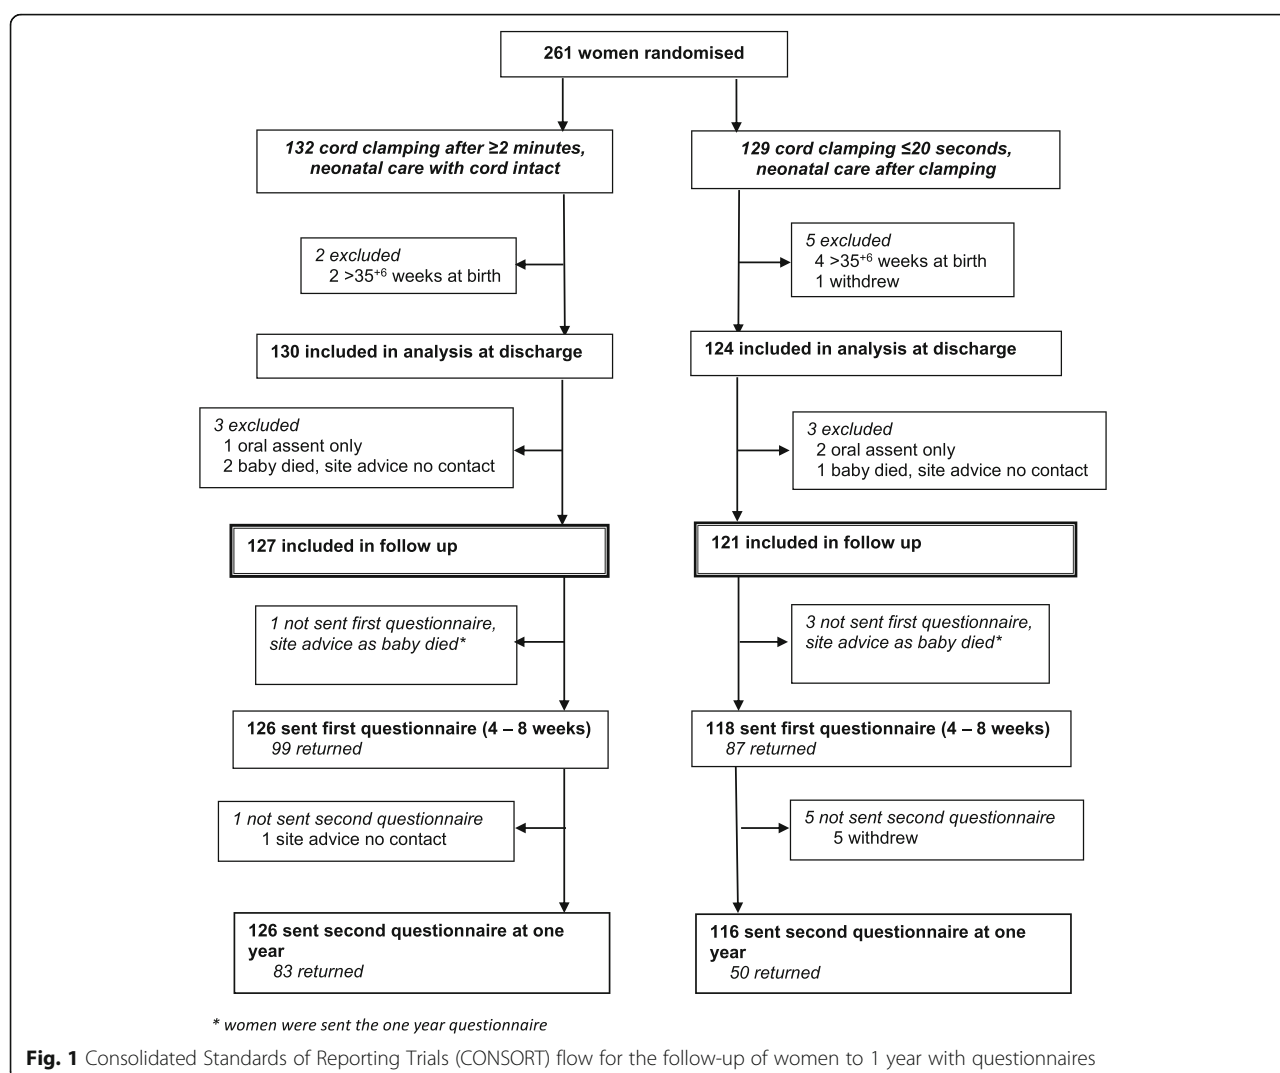 261 women randomised
132 cord clamping after ≥2 minutes,
neonatal care with cord intact
129 cord clamping ≤20 seconds,
neonatal care after clamping
2 excluded
2 >35+6 weeks at birth
5 excluded
4 >35+6 weeks at birth
1 withdrew
130 included in analysis at discharge
124 included in analysis at discharge
3 excluded
1 oral assent only
2 baby died, site advice no contact
3 excluded
2 oral assent only
1 baby died, site advice no contact
127 included in follow up
121 included in follow up
1 not sent first questionnaire,
site advice as baby died*
3 not sent first questionnaire,
site advice as baby died*
126 sent first questionnaire (4 – 8 weeks)
99 returned
118 sent first questionnaire (4 – 8 weeks)
87 returned
1 not sent second questionnaire
1 site advice no contact
5 not sent second questionnaire
5 withdrew
126 sent second questionnaire at one
year
83 returned
116 sent second questionnaire at one
year
50 returned
* women were sent the one year questionnaire
Fig. 1 Consolidated Standards of Reporting Trials (CONSORT) flow for the follow-up of women to 1 year with questionnaires